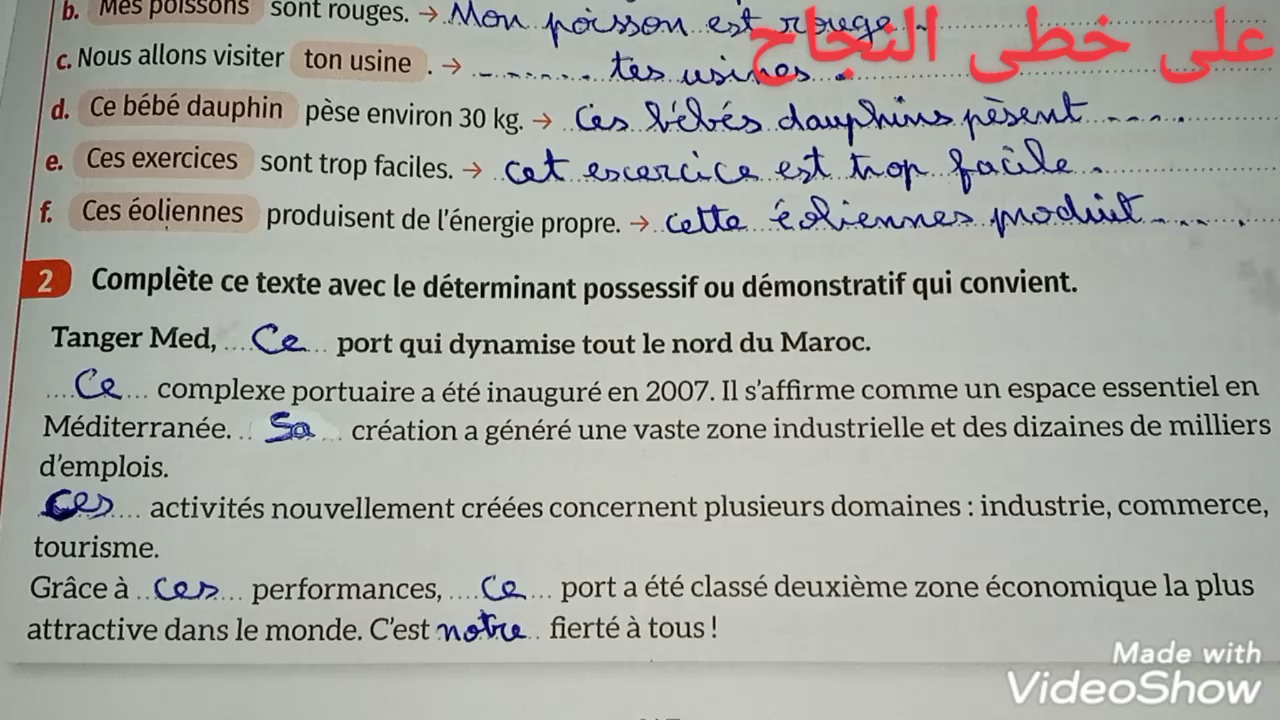 b. Mes poissons sont rouges. → Mon poisson est rouge.
على خطى النجاح
c. Nous allons visiter ton usine . → ........ tes usines .
d. Ce bébé dauphin pèse environ 30 kg. → Ces bébés dauphins pèsent ......
e. Ces exercices sont trop faciles. → cet escercice est trop facile .
f. Ces éoliennes produisent de l'énergie propre. → cette éoliennes produit ..... .
2 Complète ce texte avec le déterminant possessif ou démonstratif qui convient.
Tanger Med, ... Ce ... port qui dynamise tout le nord du Maroc.
.... Ce ... complexe portuaire a été inauguré en 2007. Il s'affirme comme un espace essentiel en
Méditerranée. .. Sa ... création a généré une vaste zone industrielle et des dizaines de milliers
d'emplois.
Ces .... activités nouvellement créées concernent plusieurs domaines : industrie, commerce,
tourisme.
Grâce à .. ces ... performances, .... ce ... port a été classé deuxième zone économique la plus
attractive dans le monde. C'est notre .. fierté à tous !
Made with
VideoShow